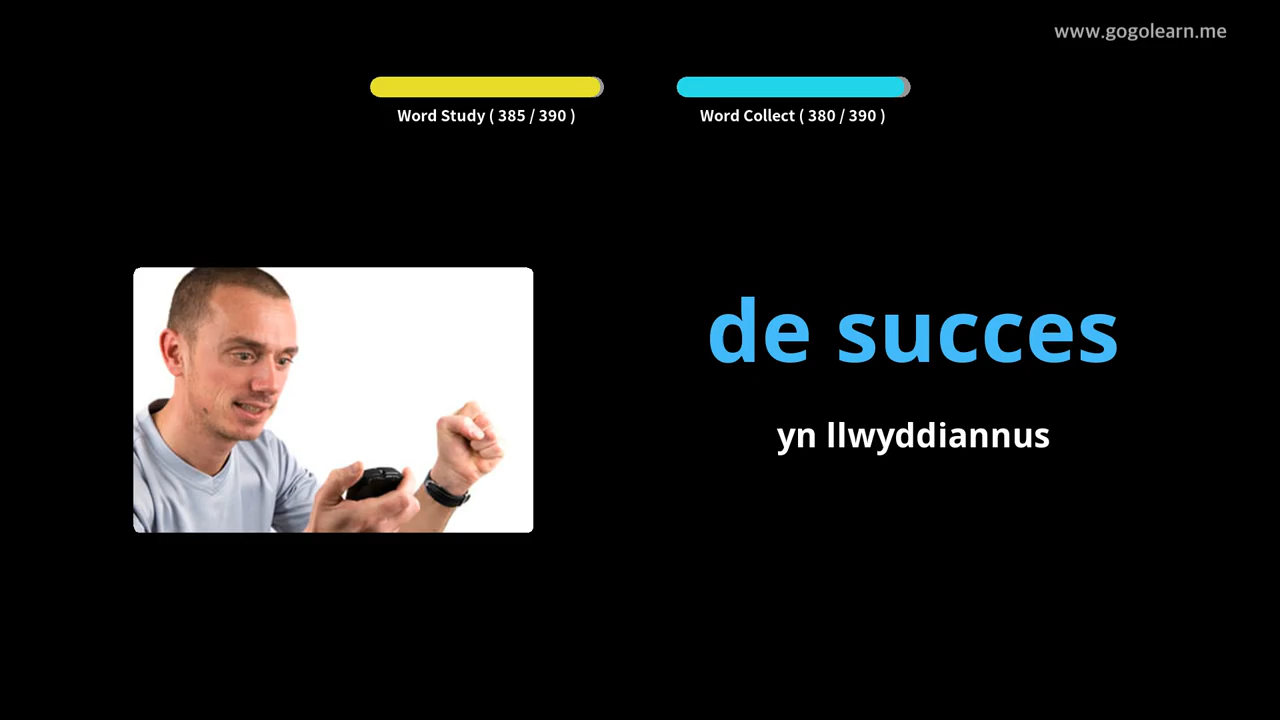 www.gogolearn.me
Word Study ( 385 / 390 )
Word Collect ( 380 / 390 )
de succes
yn llwyddiannus